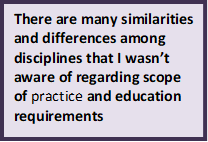 There are many similarities
and differences among
disciplines that I wasn’t
aware of regarding scope
of practice and education
requirements